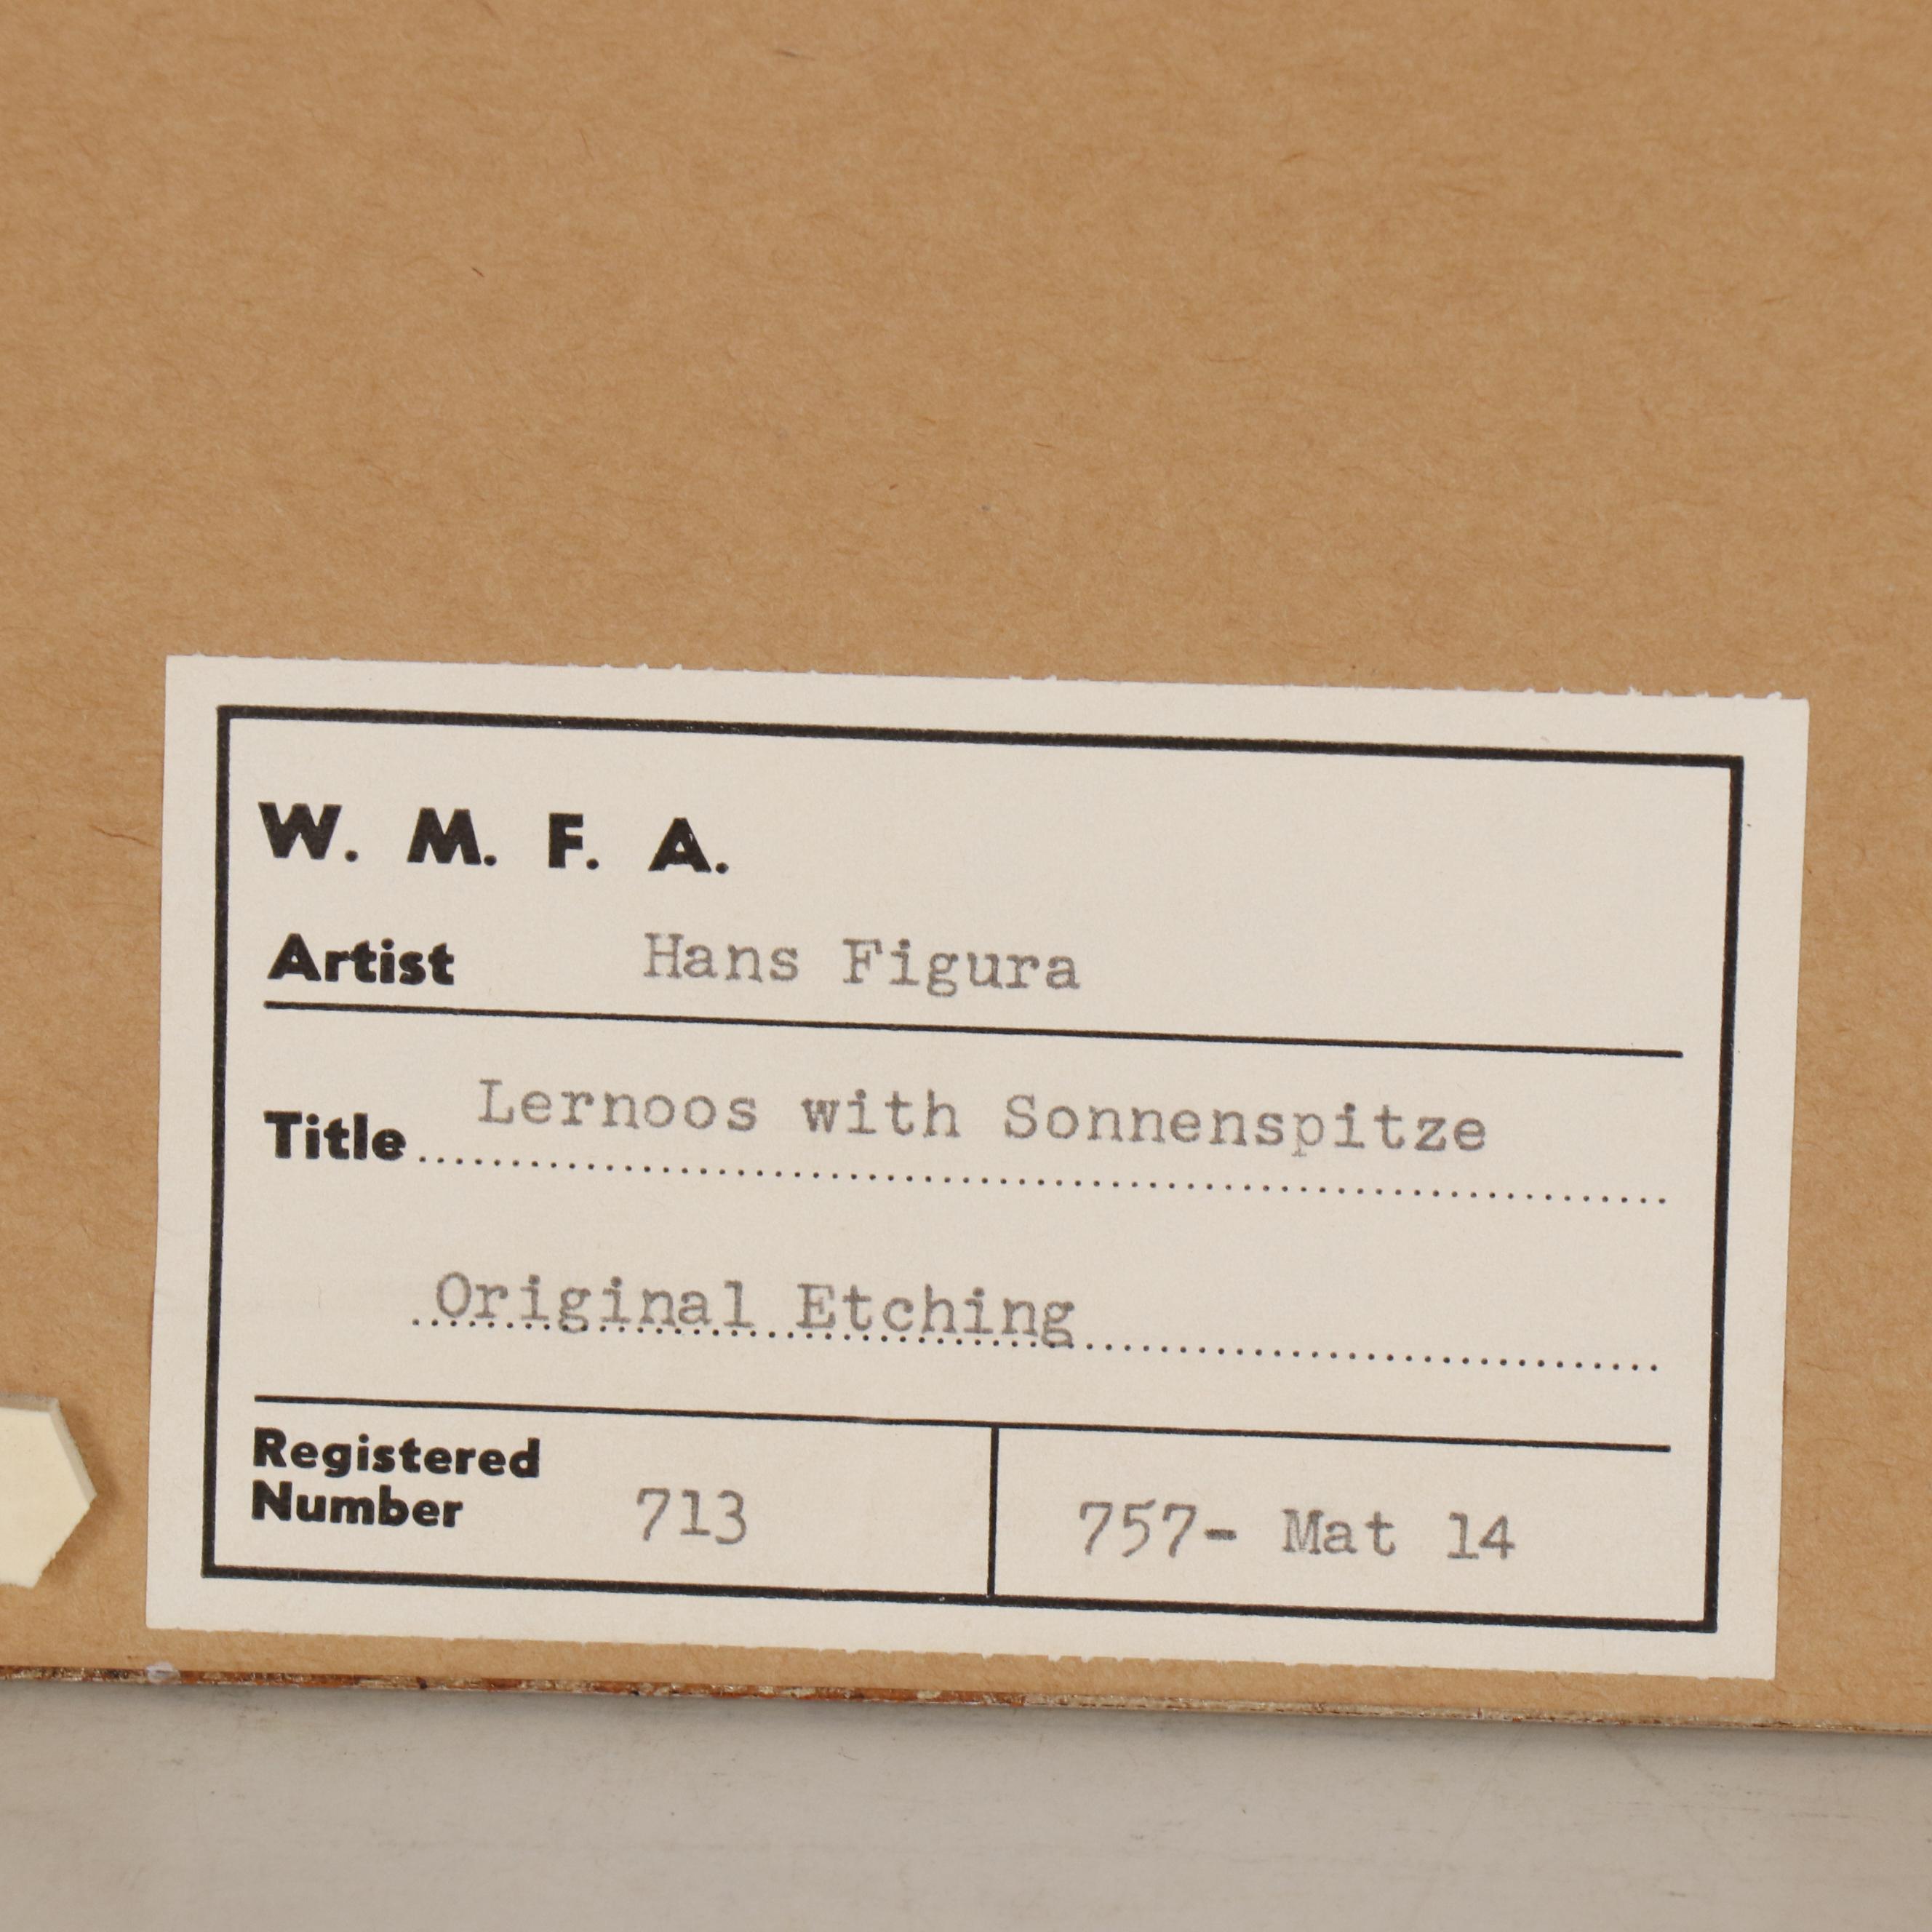 W. M. F. A.
Artist Hans Figura
Title Lernoos with Sonnenspitze
Original Etching
Registered
Number 713 757- Mat 14